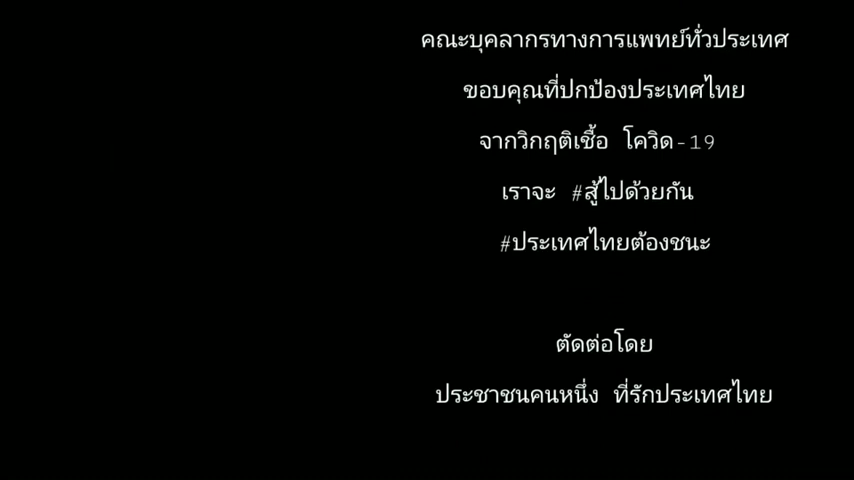 คณะบุคลากรทางการแพทย์ทั่วประเทศ
ขอบคุณที่ปกป้องประเทศไทย
จากวิกฤติเชื้อ โควิด-19
เราจะ #สู้ไปด้วยกัน
#ประเทศไทยต้องชนะ
ตัดต่อโดย
ประชาชนคนหนึ่ง ที่รักประเทศไทย